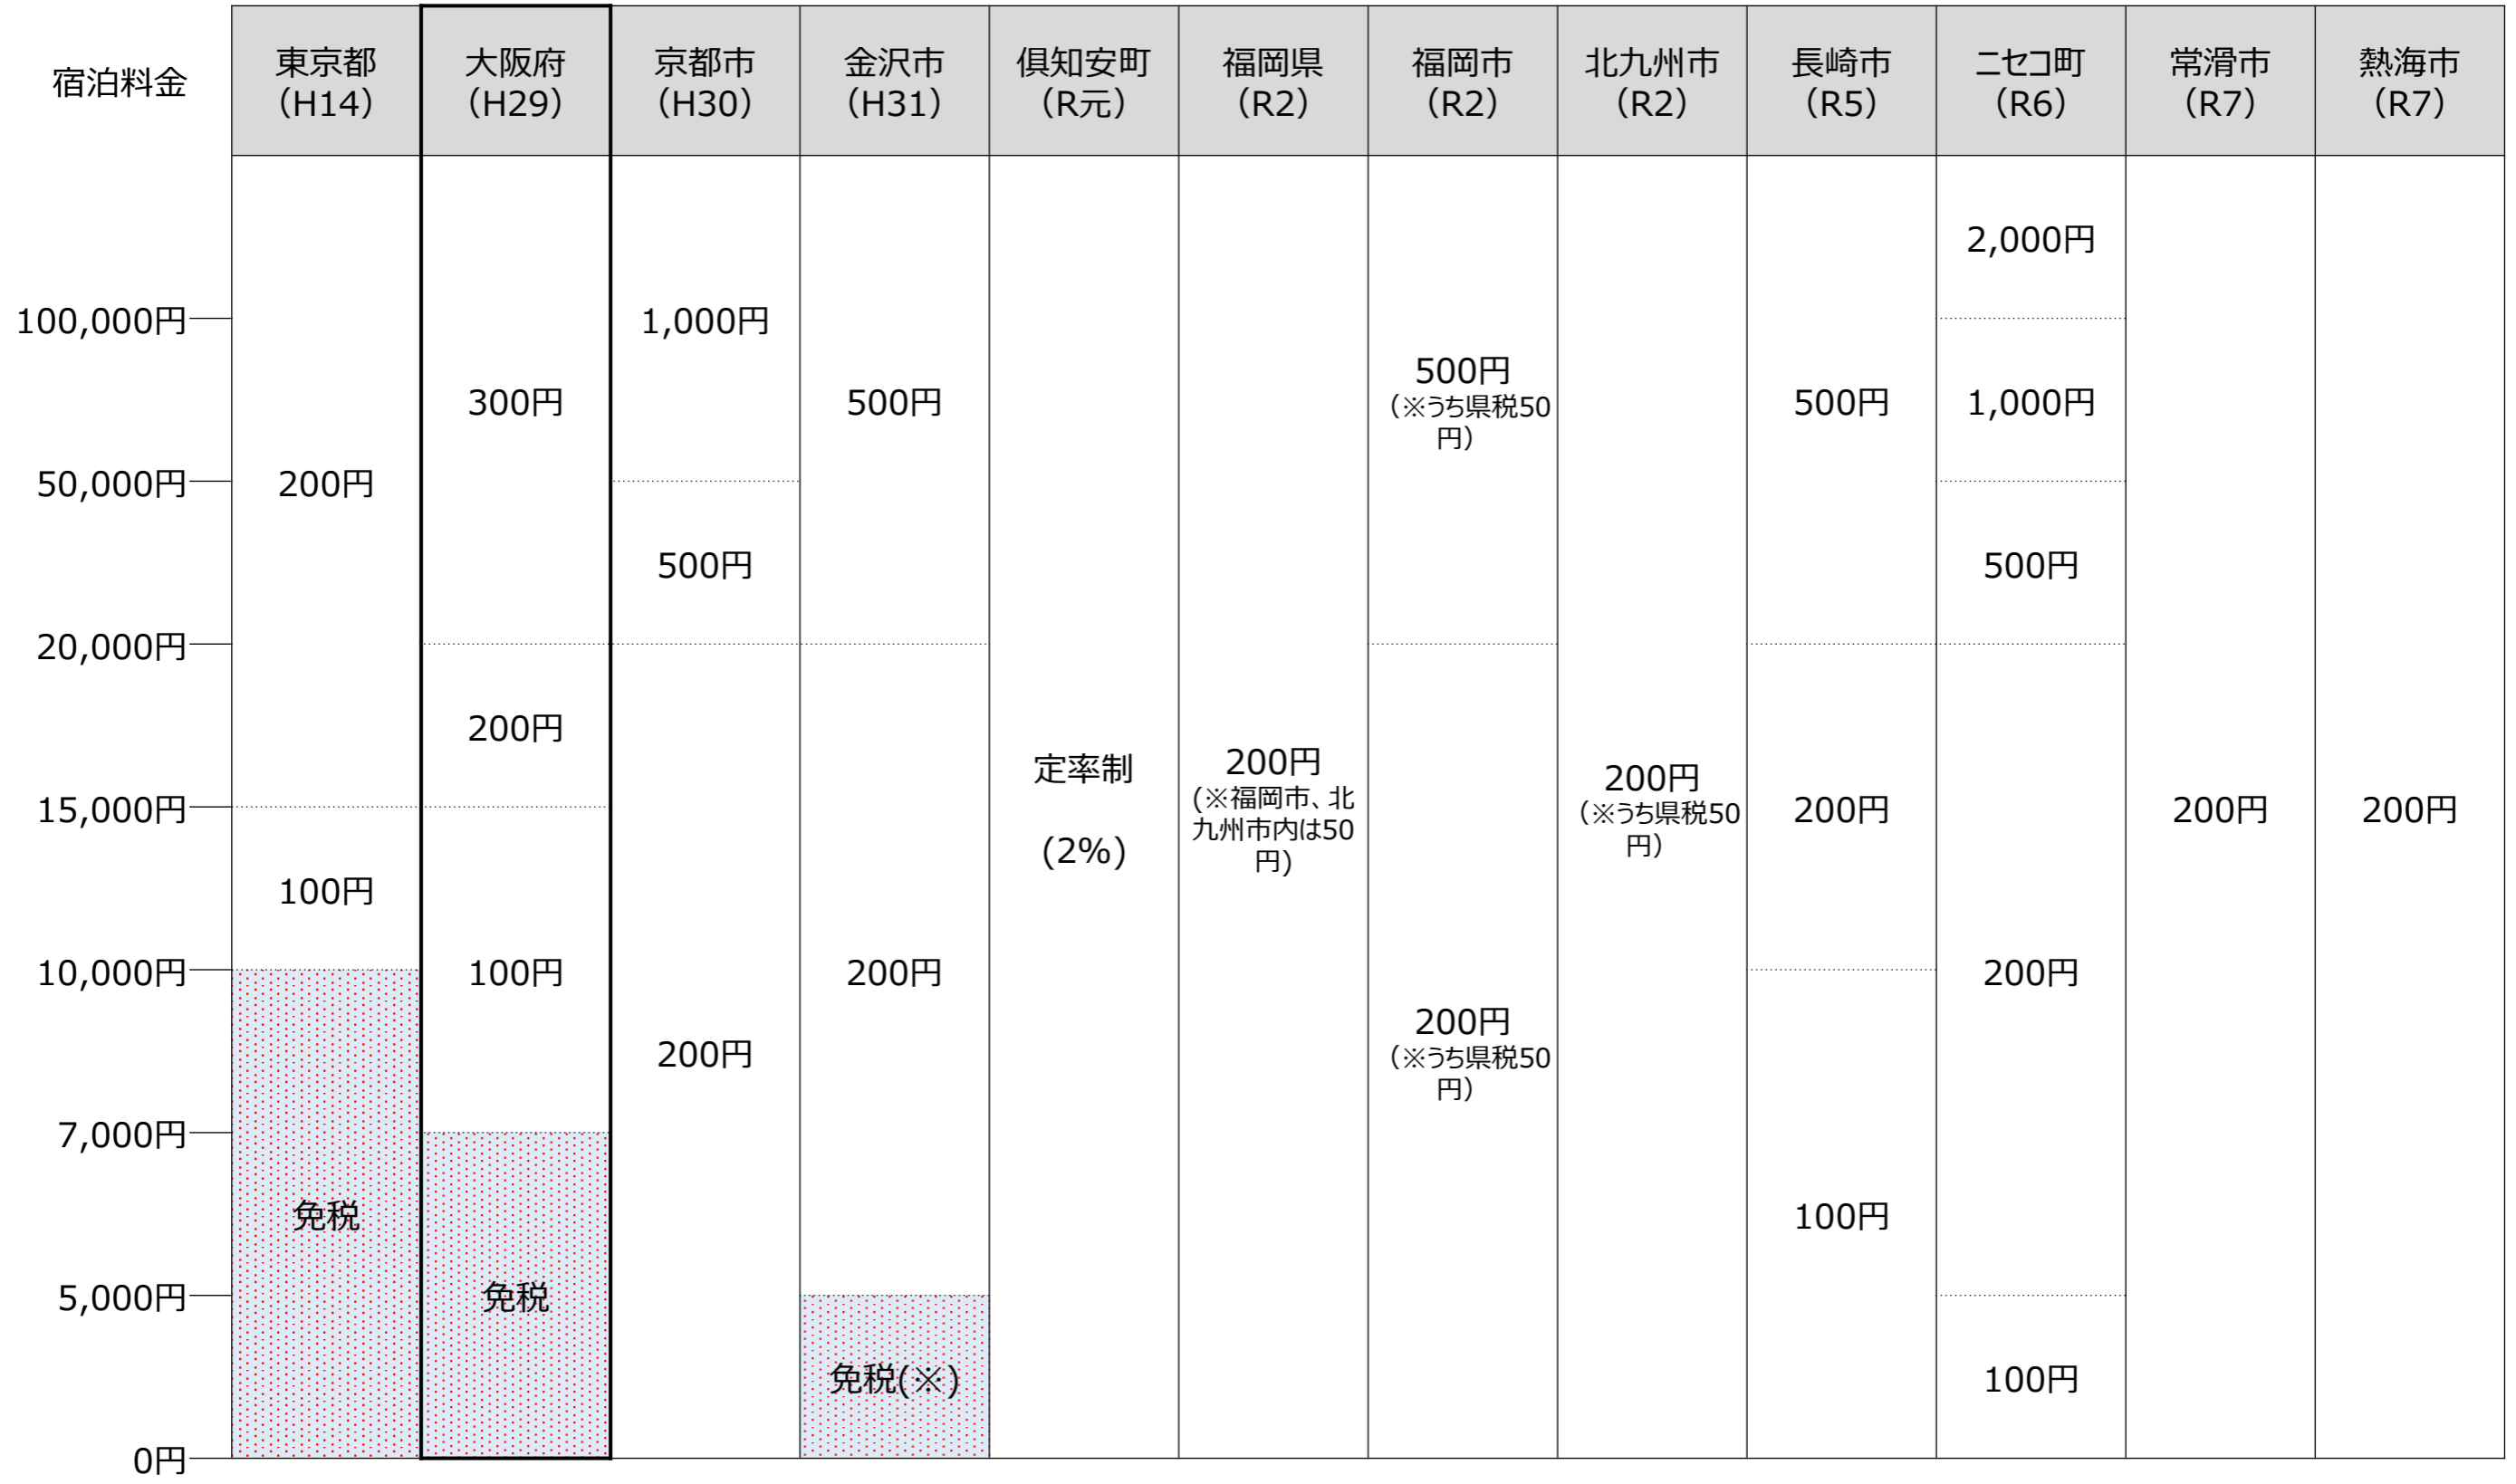 宿泊料金
東京都
（H14）
大阪府
（H29）
京都市
（H30）
金沢市
（H31）
倶知安町
（R元）
福岡県
（R2）
福岡市
（R2）
北九州市
（R2）
長崎市
（R5）
ニセコ町
（R6）
常滑市
（R7）
熱海市
（R7）
100,000円
50,000円
20,000円
15,000円
10,000円
7,000円
5,000円
0円
200円
100円
免税
300円
200円
100円
免税
1,000円
500円
200円
500円
200円
免税(※)
定率制
(2%)
200円
(※福岡市、北
九州市内は50
円)
500円
（※うち県税50
円）
200円
（※うち県税50
円）
200円
（※うち県税50
円）
500円
200円
100円
2,000円
1,000円
500円
200円
100円
200円
200円